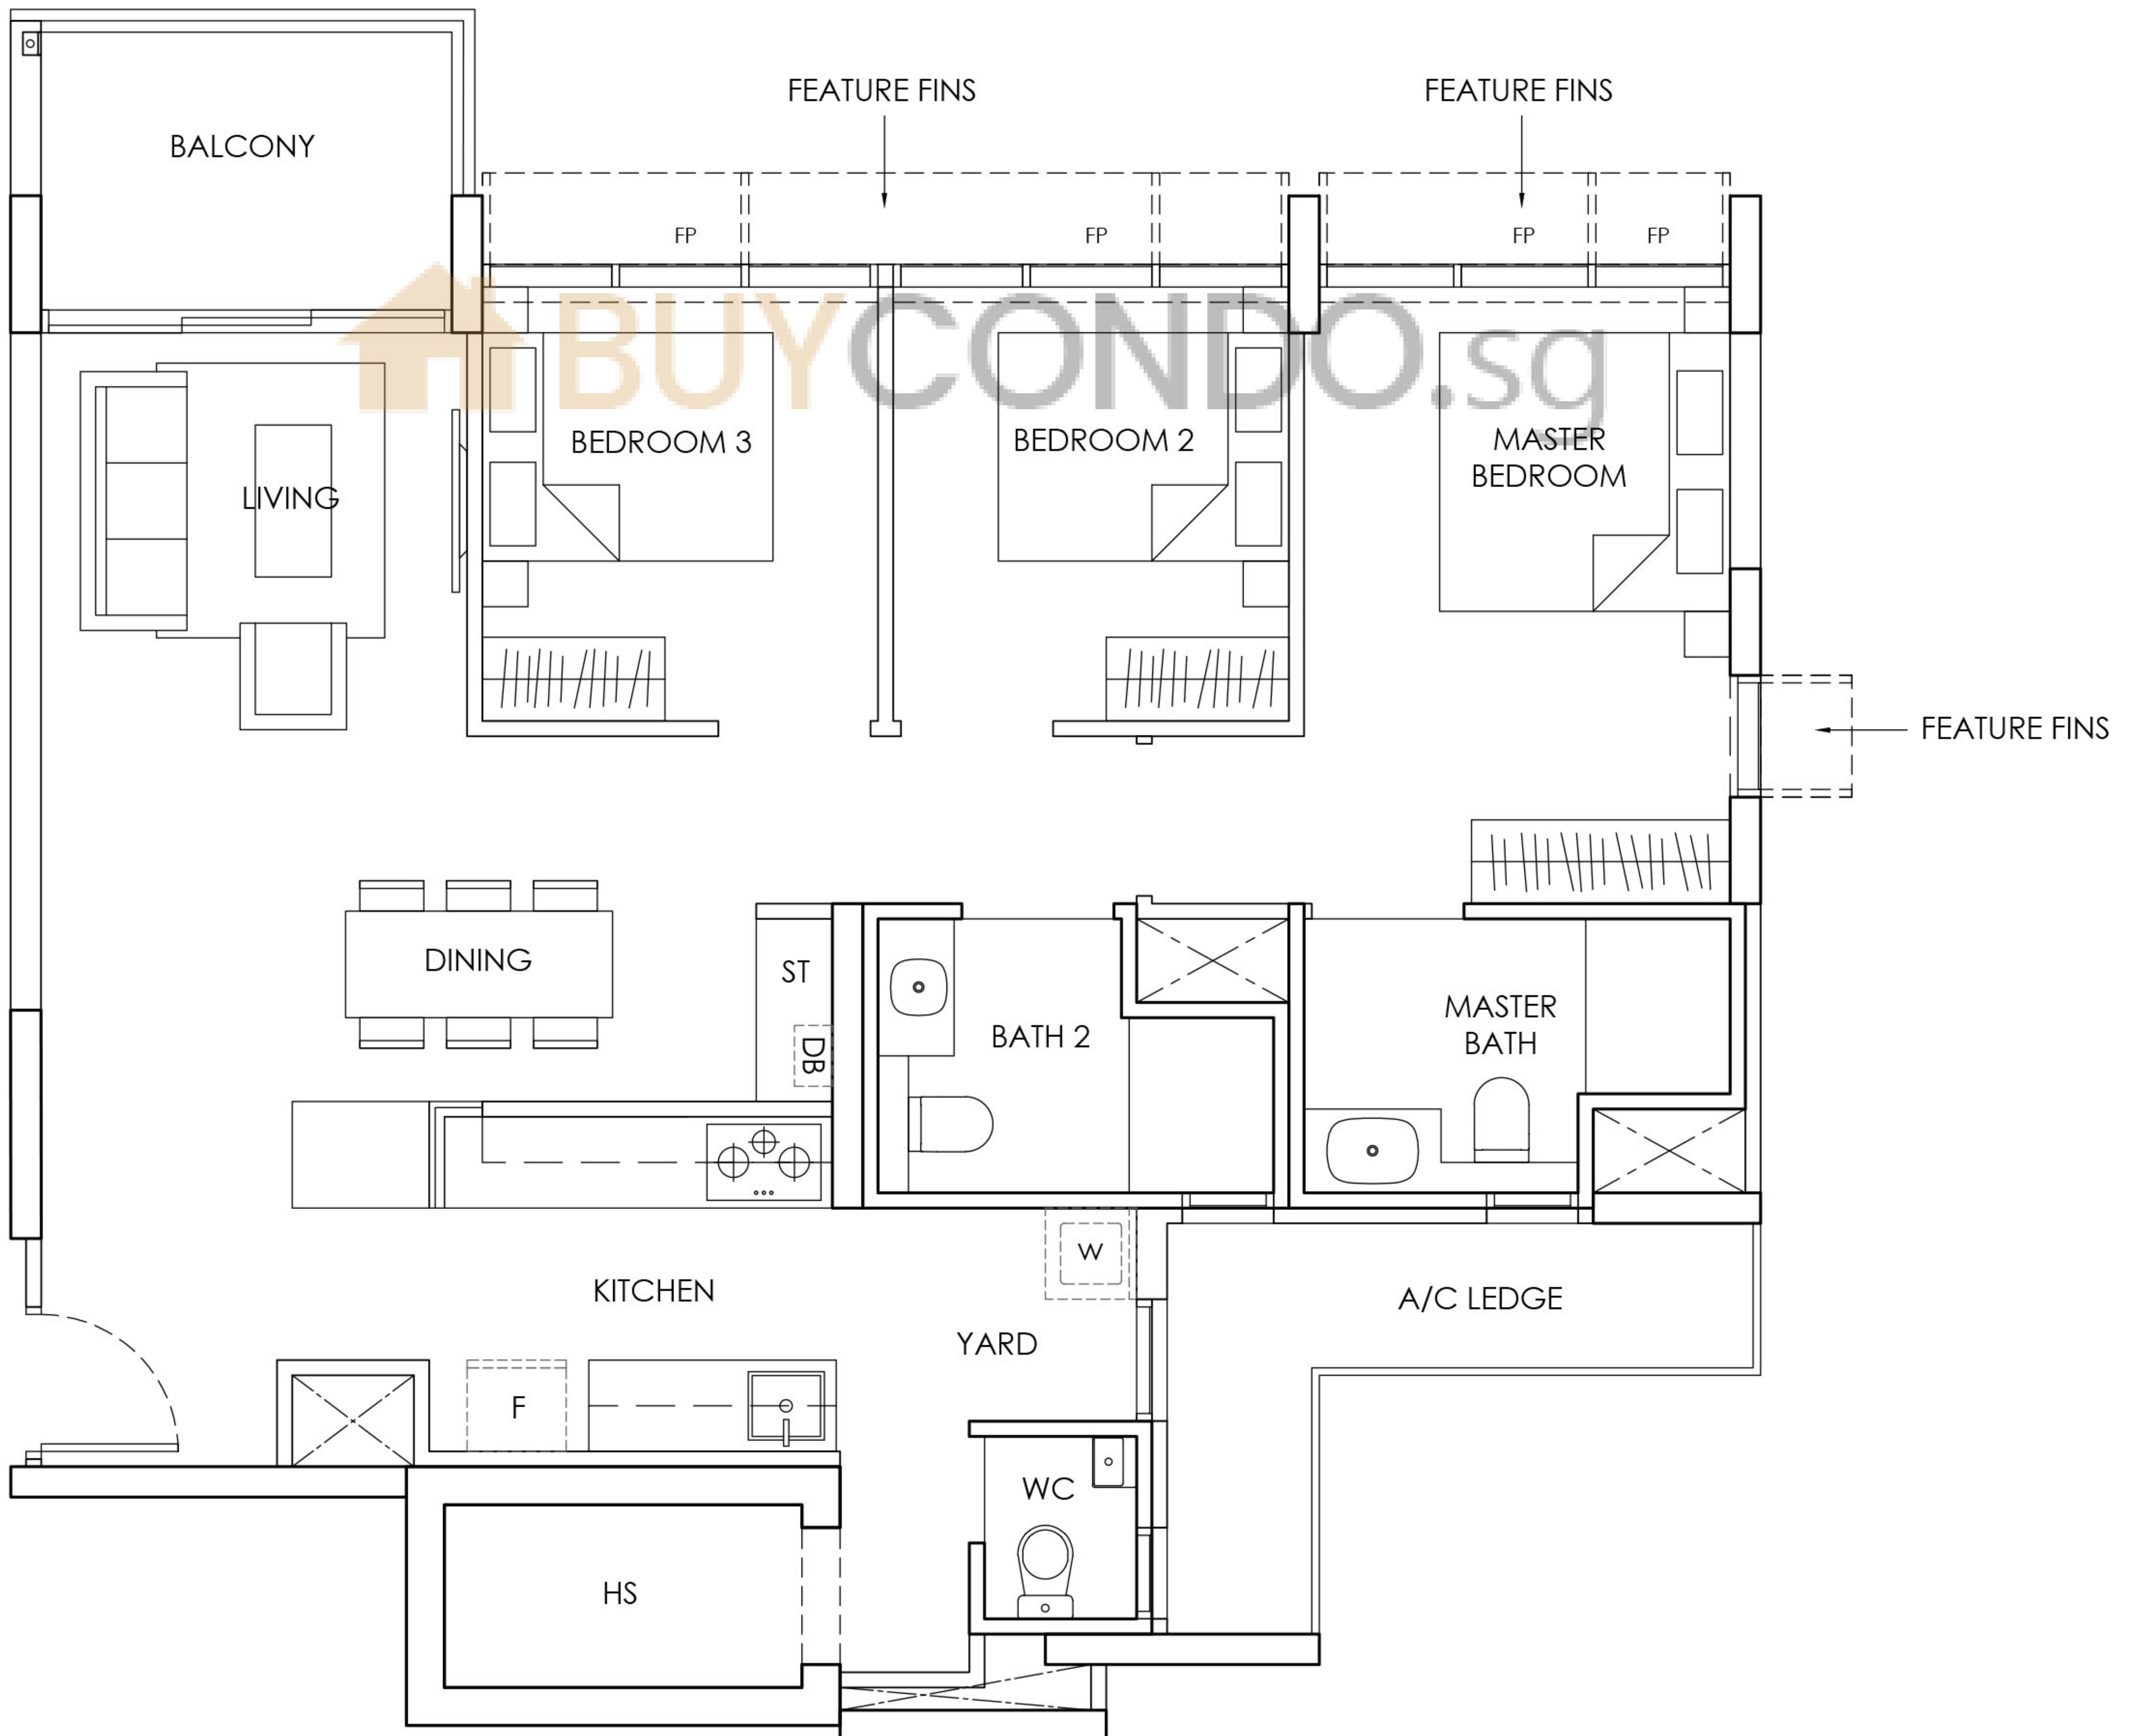 FEATURE FINS
FEATURE FINS
BALCONY
FP
FP
FP
FP
BUYCONDO.sg
BEDROOM 3
BEDROOM 2
MASTER
BEDROOM
LIVING
FEATURE FINS
DINING
ST
DB
BATH 2
MASTER
BATH
W
KITCHEN
A/C LEDGE
YARD
F
WC
HS